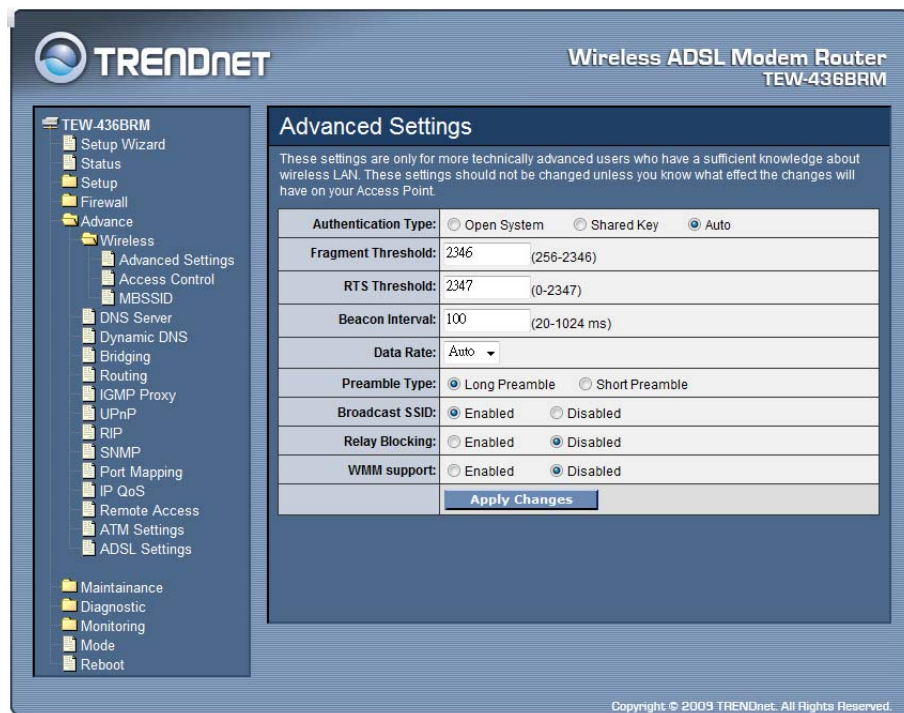 TRENDNET
Wireless ADSL Modem Router
TEW-436BRM
TEW-436BRM
Setup Wizard
Status
Setup
Firewall
Advance
Wireless
Advanced Settings
Access Control
MBSSID
DNS Server
Dynamic DNS
Bridging
Routing
IGMP Proxy
UPnP
RIP
SNMP
Port Mapping
IP QoS
Remote Access
ATM Settings
ADSL Settings
Maintainance
Diagnostic
Monitoring
Mode
Reboot
Advanced Settings
These settings are only for more technically advanced users who have a sufficient knowledge about
wireless LAN. These settings should not be changed unless you know what effect the changes will
have on your Access Point.
Authentication Type: Open System Shared Key Auto
Fragment Threshold: 2346 (256-2346)
RTS Threshold: 2347 (0-2347)
Beacon Interval: 100 (20-1024 ms)
Data Rate: Auto
Preamble Type: Long Preamble Short Preamble
Broadcast SSID: Enabled Disabled
Relay Blocking: Enabled Disabled
WMM support: Enabled Disabled
Apply Changes
Copyright © 2009 TRENDnet. All Rights Reserved.